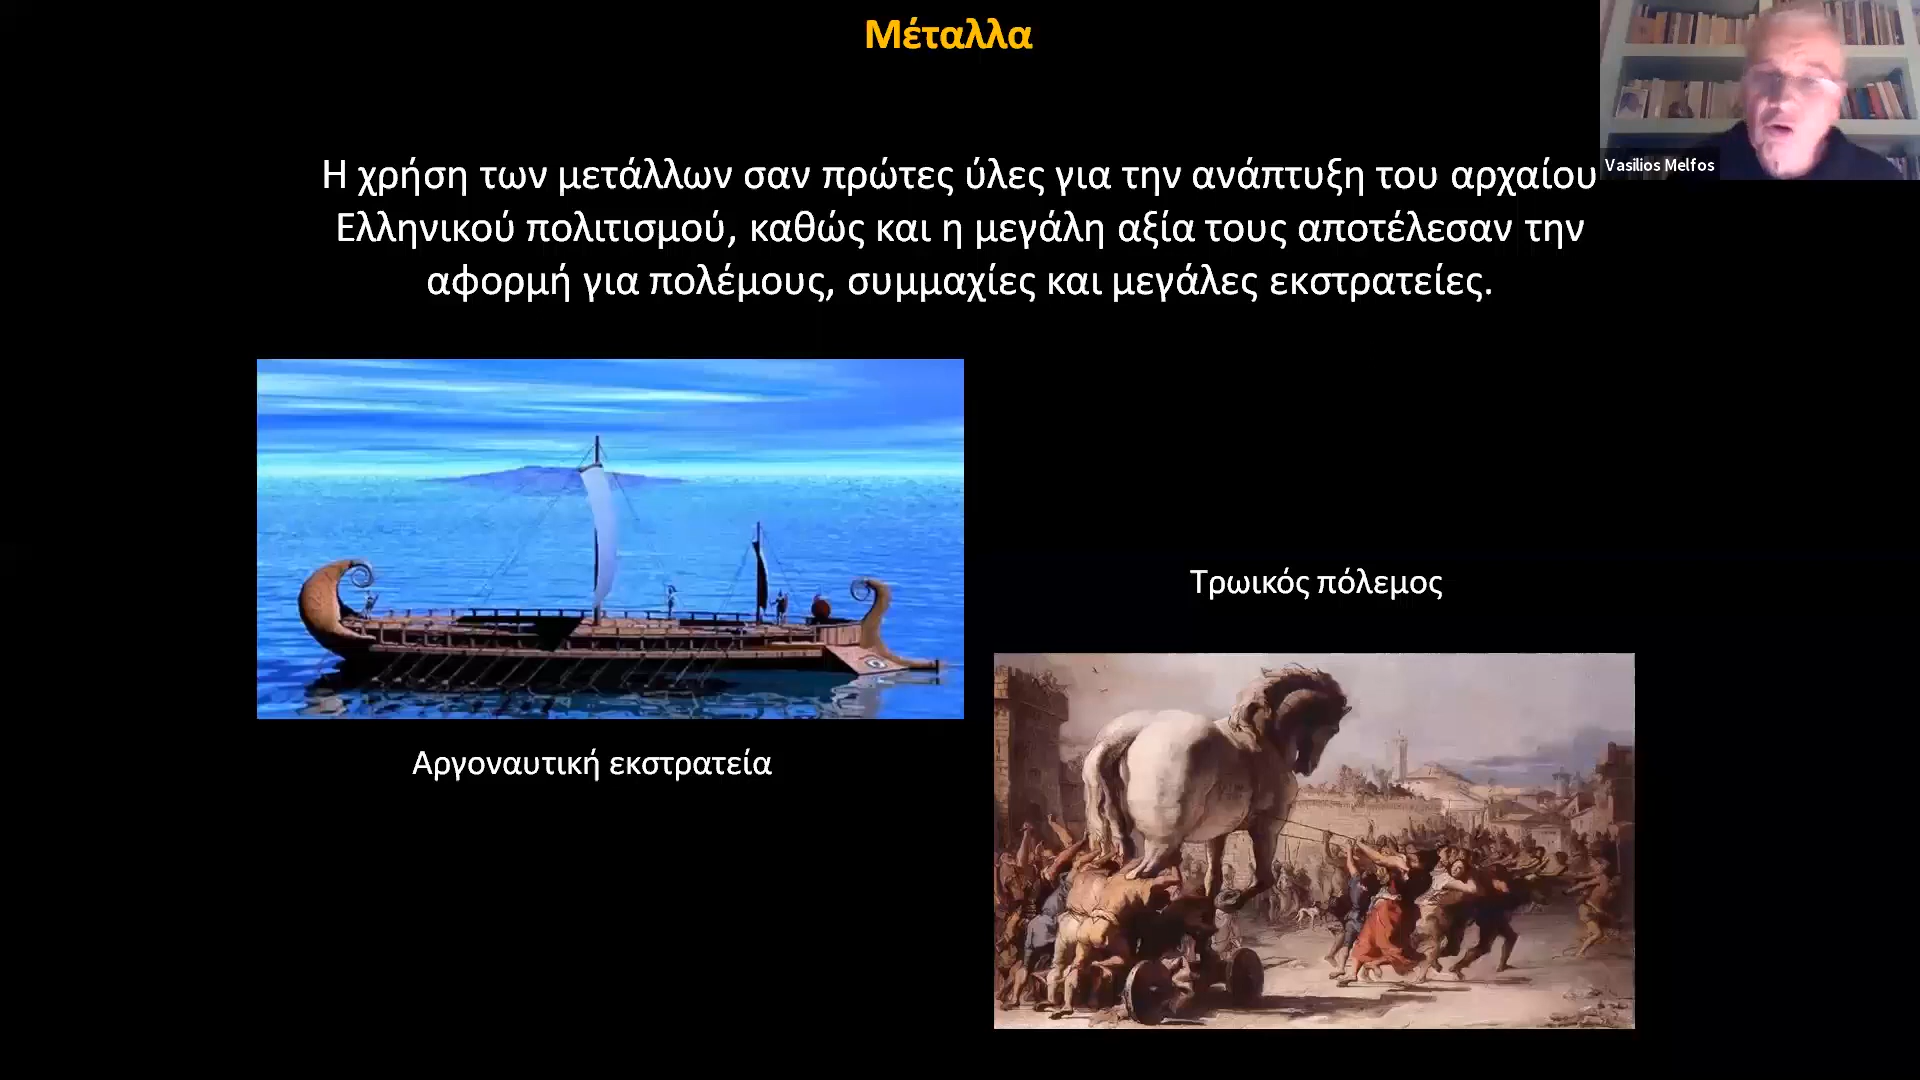 Μέταλλα
Vasilios Melfos
Η χρήση των μετάλλων σαν πρώτες ύλες για την ανάπτυξη του αρχαίου
Ελληνικού πολιτισμού, καθώς και η μεγάλη αξία τους αποτέλεσαν την
αφορμή για πολέμους, συμμαχίες και μεγάλες εκστρατείες.
Τρωικός πόλεμος
Αργοναυτική εκστρατεία